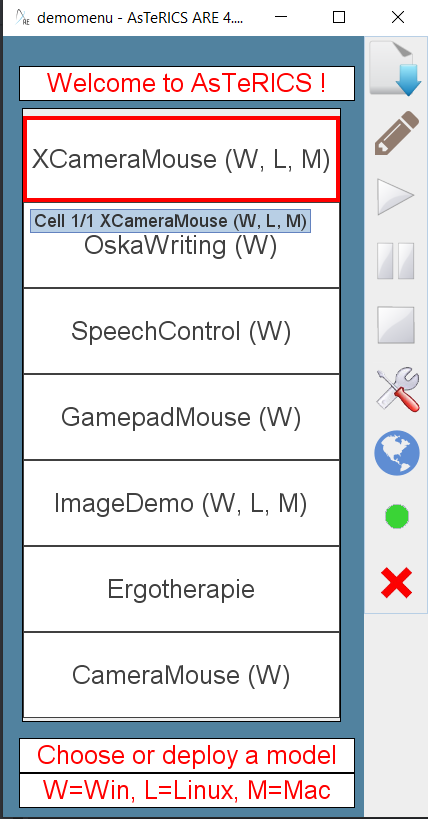 demomenu - AsTeRICS ARE 4....
Welcome to AsTeRICS !
XCameraMouse (W, L, M)
Cell 1/1 XCameraMouse (W, L, M)
OskaWriting (W)
SpeechControl (W)
GamepadMouse (W)
ImageDemo (W, L, M)
Ergotherapie
CameraMouse (W)
Choose or deploy a model
W=Win, L=Linux, M=Mac